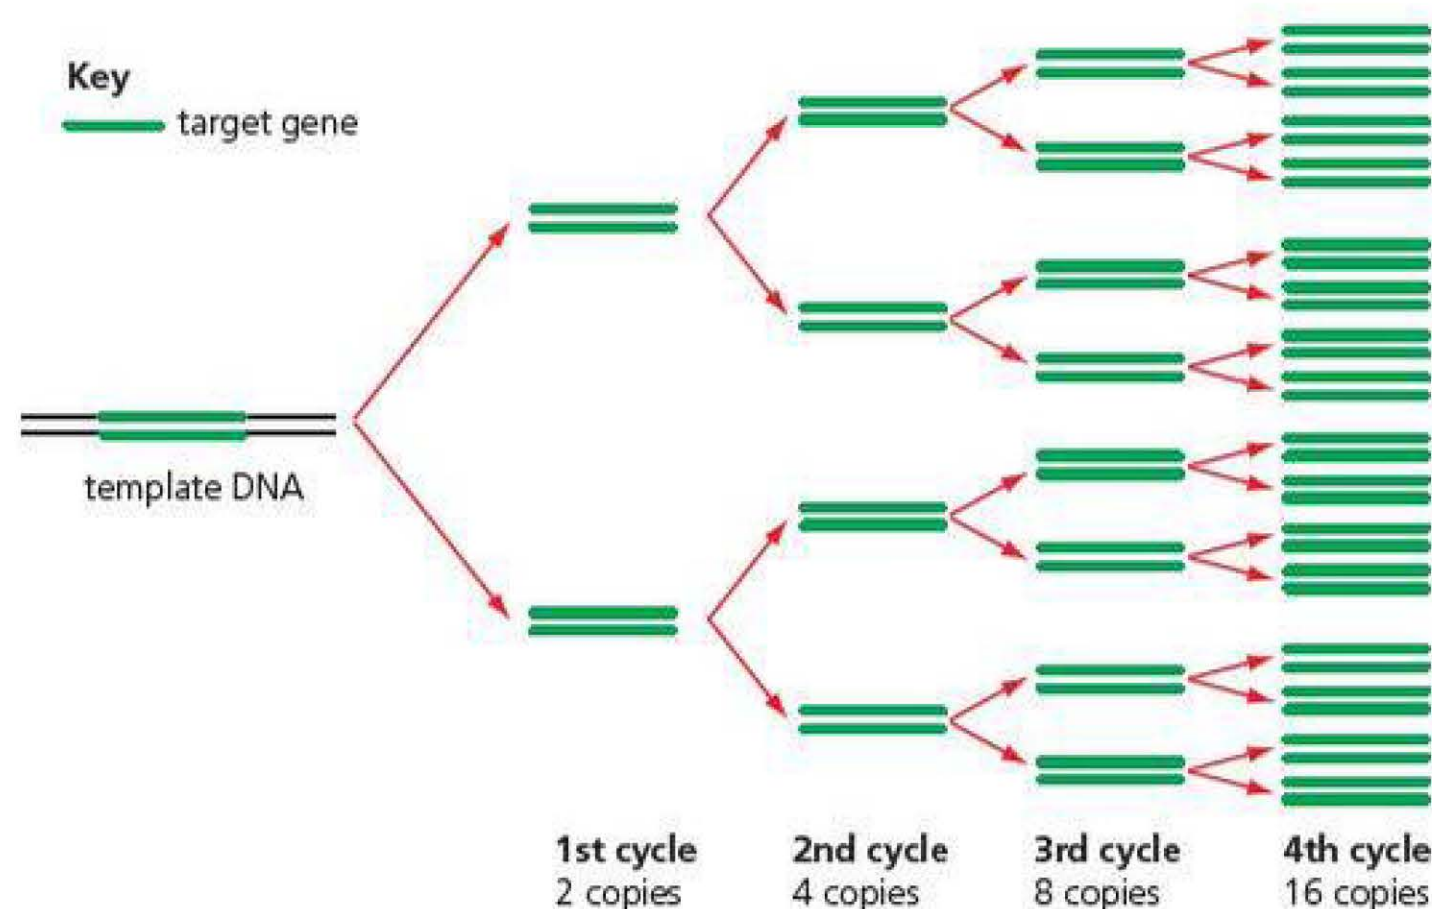 Key
target gene
template DNA
1st cycle
2 copies
2nd cycle
4 copies
3rd cycle
8 copies
4th cycle
16 copies